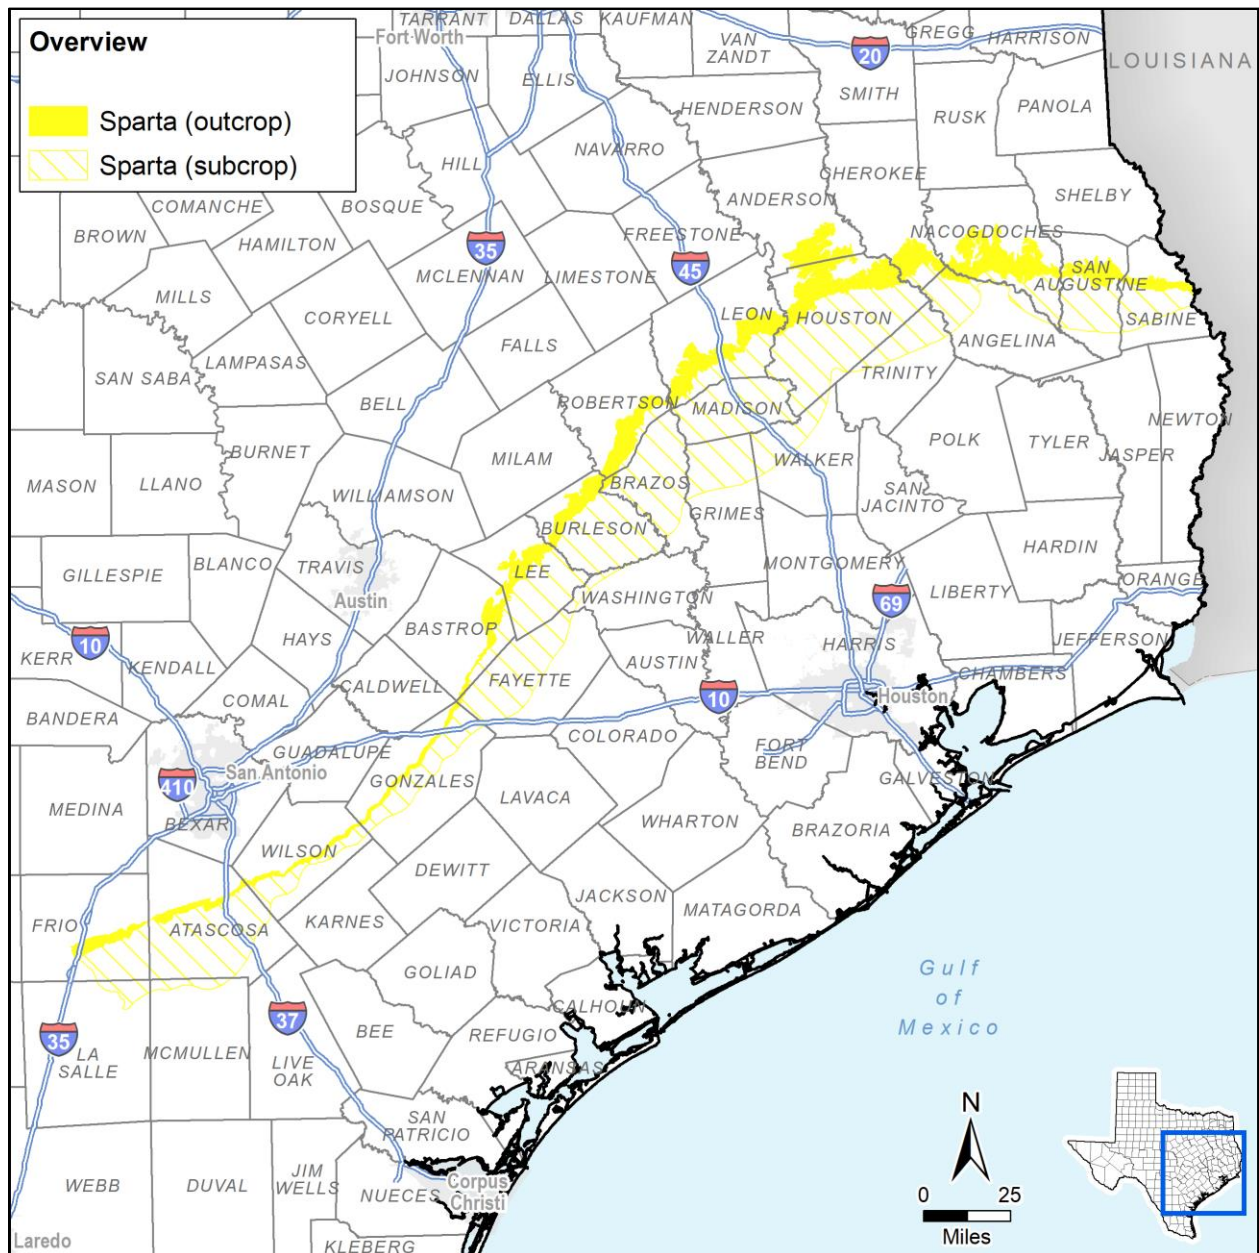 Overview
Sparta (outcrop)
Sparta (subcrop)
TARRANT
DALLAS
KAUFMAN
VAN
ZANDT
GREGG
HARRISON
Fort Worth
20
LOUISIANA
JOHNSON
ELLIS
SMITH
HENDERSON
RUSK
PANOLA
HILL
NAVARRO
CHEROKEE
ANDERSON
SHELBY
COMANCHE
BOSQUE
BROWN
HAMILTON
35
FREESTONE
NACOGDOCHES
MCLENNAN
LIMESTONE
45
SAN
AUGUSTINE
MILLS
CORYELL
LEON
HOUSTON
SABINE
FALLS
ANGELINA
LAMPASAS
SAN SABA
TRINITY
BELL
ROBERTSON
MADISON
NEWTON
BURNET
MILAM
POLK
TYLER
JASPER
WALKER
MASON
LLANO
BRAZOS
WILLIAMSON
SAN
JACINTO
GRIMES
BURLESON
HARDIN
BLANCO
TRAVIS
MONTGOMERY
GILLESPIE
LEE
ORANGE
LIBERTY
Austin
WASHINGTON
69
BASTROP
HAYS
WALLER
HARRIS
JEFFERSON
10
KERR
KENDALL
AUSTIN
CHAMBERS
FAYETTE
CALDWELL
10
Houston
COMAL
BANDERA
COLORADO
FORT
BEND
GUADALUPE
San Antonio
GONZALES
GALVESTON
410
LAVACA
MEDINA
BEXAR
WHARTON
BRAZORIA
WILSON
DEWITT
JACKSON
MATAGORDA
KARNES
VICTORIA
FRIO
ATASCOSA
GOLIAD
Gulf
of
Mexico
CALHOUN
37
BEE
REFUGIO
35
LA
SALLE
MCMULLEN
LIVE
OAK
ARANSAS
N
SAN
PATRICIO
JIM
WELLS
WEBB
DUVAL
NUECES
Corpus
Christi
0 25
Miles
Laredo
KLEBERG